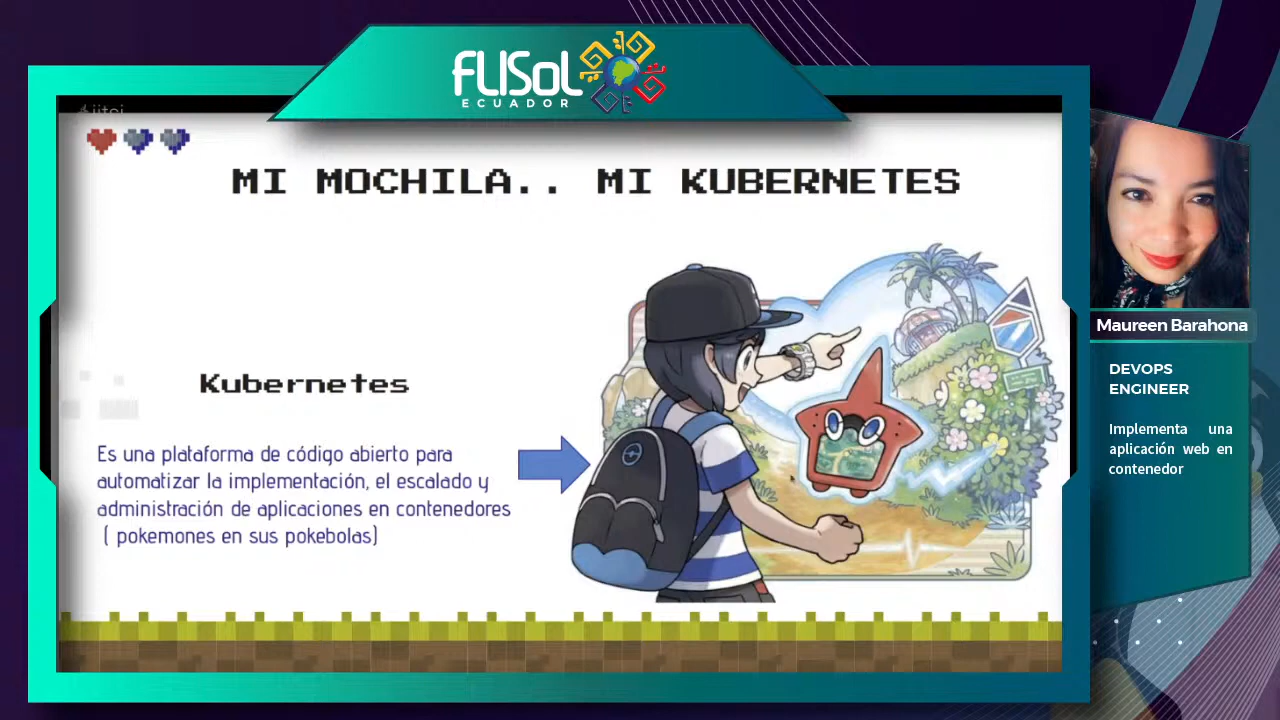 FLISoL
ECUADOR
jitsi
MI MOCHILA.. MI KUBERNETES
Kubernetes
Es una plataforma de código abierto para
automatizar la implementación, el escalado y
administración de aplicaciones en contenedores
( pokemones en sus pokebolas)
Maureen Barahona
DEVOPS
ENGINEER
Implementa una
aplicación web en
contenedor